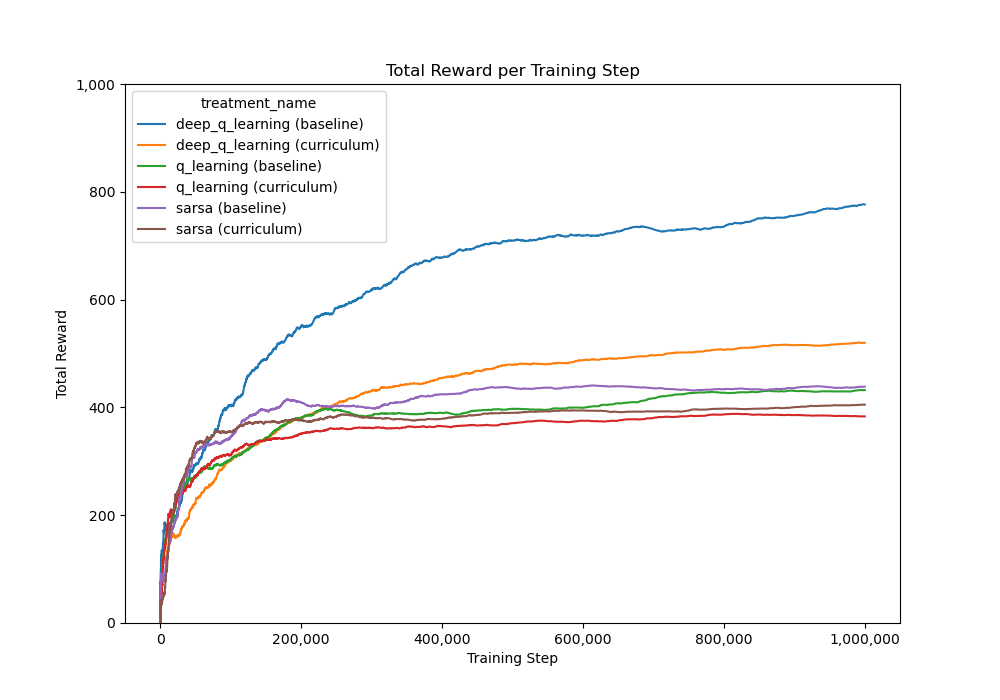 Total Reward per Training Step
1,000
800
600
400
200
0
Total Reward
treatment_name
deep_q_learning (baseline)
deep_q_learning (curriculum)
q_learning (baseline)
q_learning (curriculum)
sarsa (baseline)
sarsa (curriculum)
0
200,000
400,000
600,000
800,000
1,000,000
Training Step